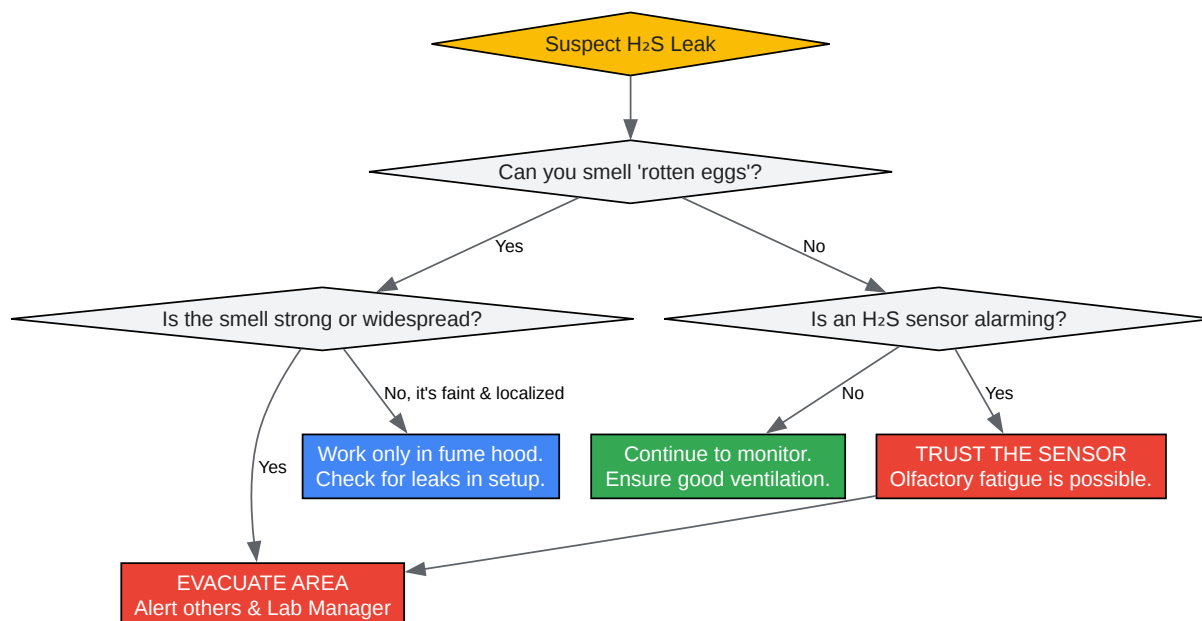 Suspect H₂S Leak
Can you smell 'rotten eggs'?
Yes
No
Is the smell strong or widespread?
Is an H₂S sensor alarming?
No, it's faint & localized
No
Yes
Work only in fume hood.
Check for leaks in setup.
Continue to monitor.
Ensure good ventilation.
TRUST THE SENSOR
Olfactory fatigue is possible.
Yes
EVACUATE AREA
Alert others & Lab Manager